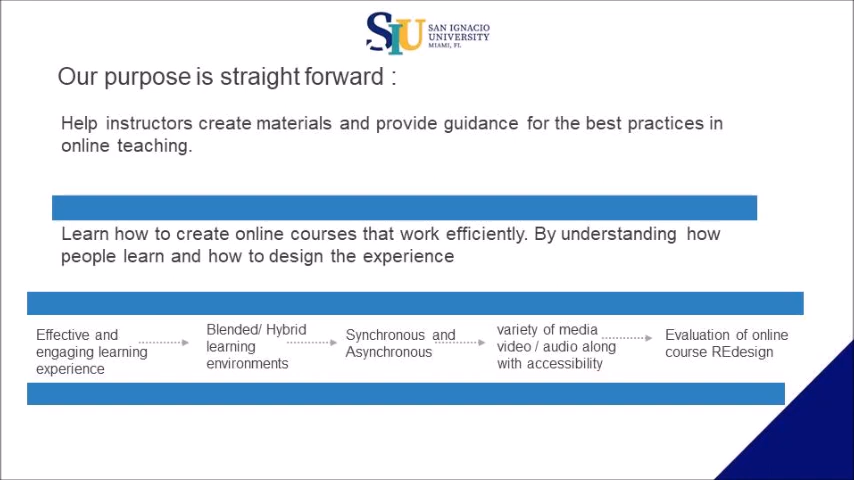 SIU
SAN IGNACIO
UNIVERSITY
MIAMI, FL
Our purpose is straight forward :
Help instructors create materials and provide guidance for the best practices in
online teaching.
Learn how to create online courses that work efficiently. By understanding how
people learn and how to design the experience
Effective and
engaging learning
experience
Blended/ Hybrid
learning
environments
Synchronous and
Asynchronous
variety of media
video / audio along
with accessibility
Evaluation of online
course REdesign